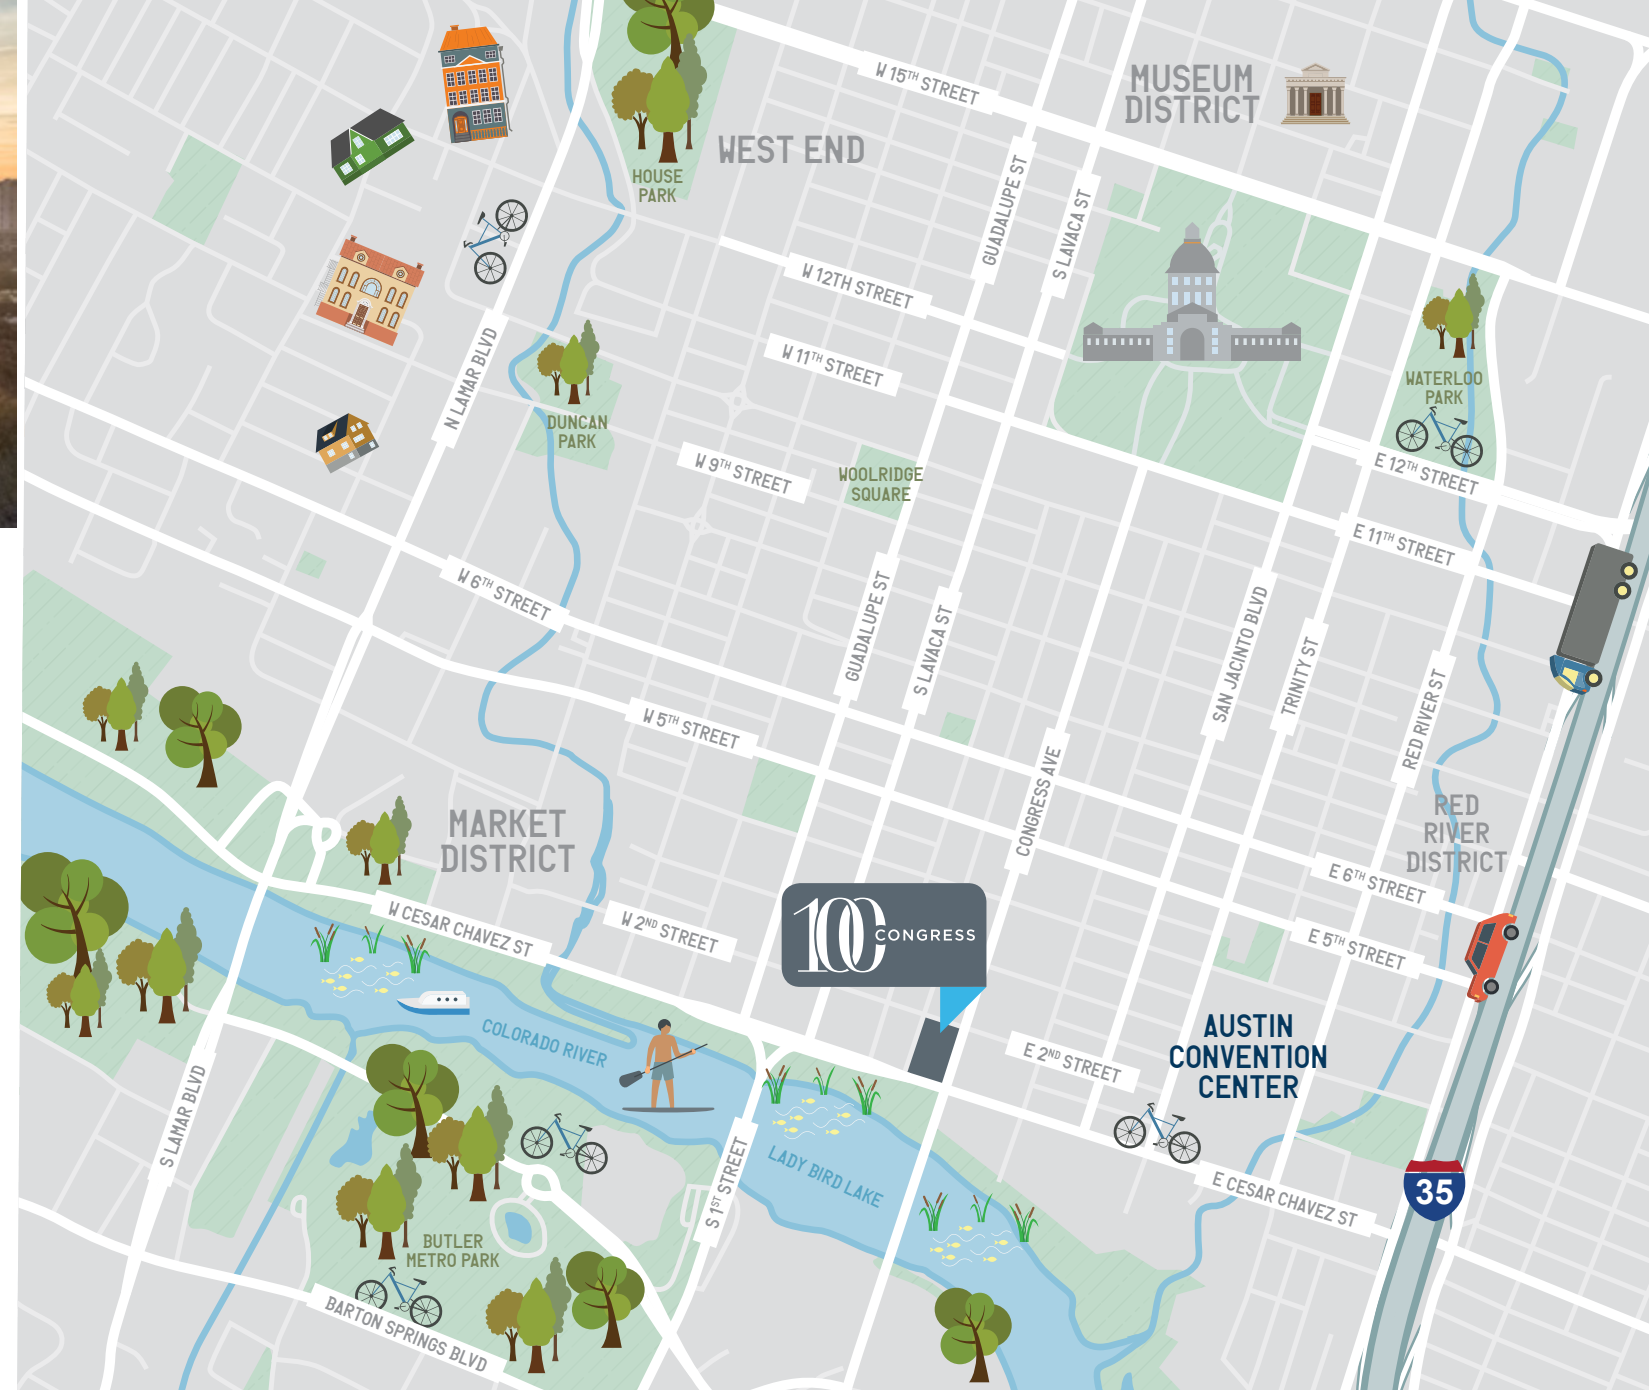 W 15TH STREET
MUSEUM
DISTRICT
WEST END
HOUSE
PARK
GUADALUPE ST
S LAVACA ST
W 12TH STREET
W 11TH STREET
N LAMAR BLVD
DUNCAN
PARK
WATERLOO
PARK
W 9TH STREET
WOOLRIDGE
SQUARE
E 12TH STREET
E 11TH STREET
W 6TH STREET
GUADALUPE ST
S LAVACA ST
SAN JACINTO BLVD
TRINITY ST
RED RIVER ST
W 5TH STREET
CONGRESS AVE
MARKET
DISTRICT
RED
RIVER
DISTRICT
E 6TH STREET
W CESAR CHAVEZ ST
W 2ND STREET
100
CONGRESS
E 5TH STREET
COLORADO RIVER
AUSTIN
CONVENTION
CENTER
E 2ND STREET
S LAMAR BLVD
S 1ST STREET
LADY BIRD LAKE
35
E CESAR CHAVEZ ST
BUTLER
METRO PARK
BARTON SPRINGS BLVD